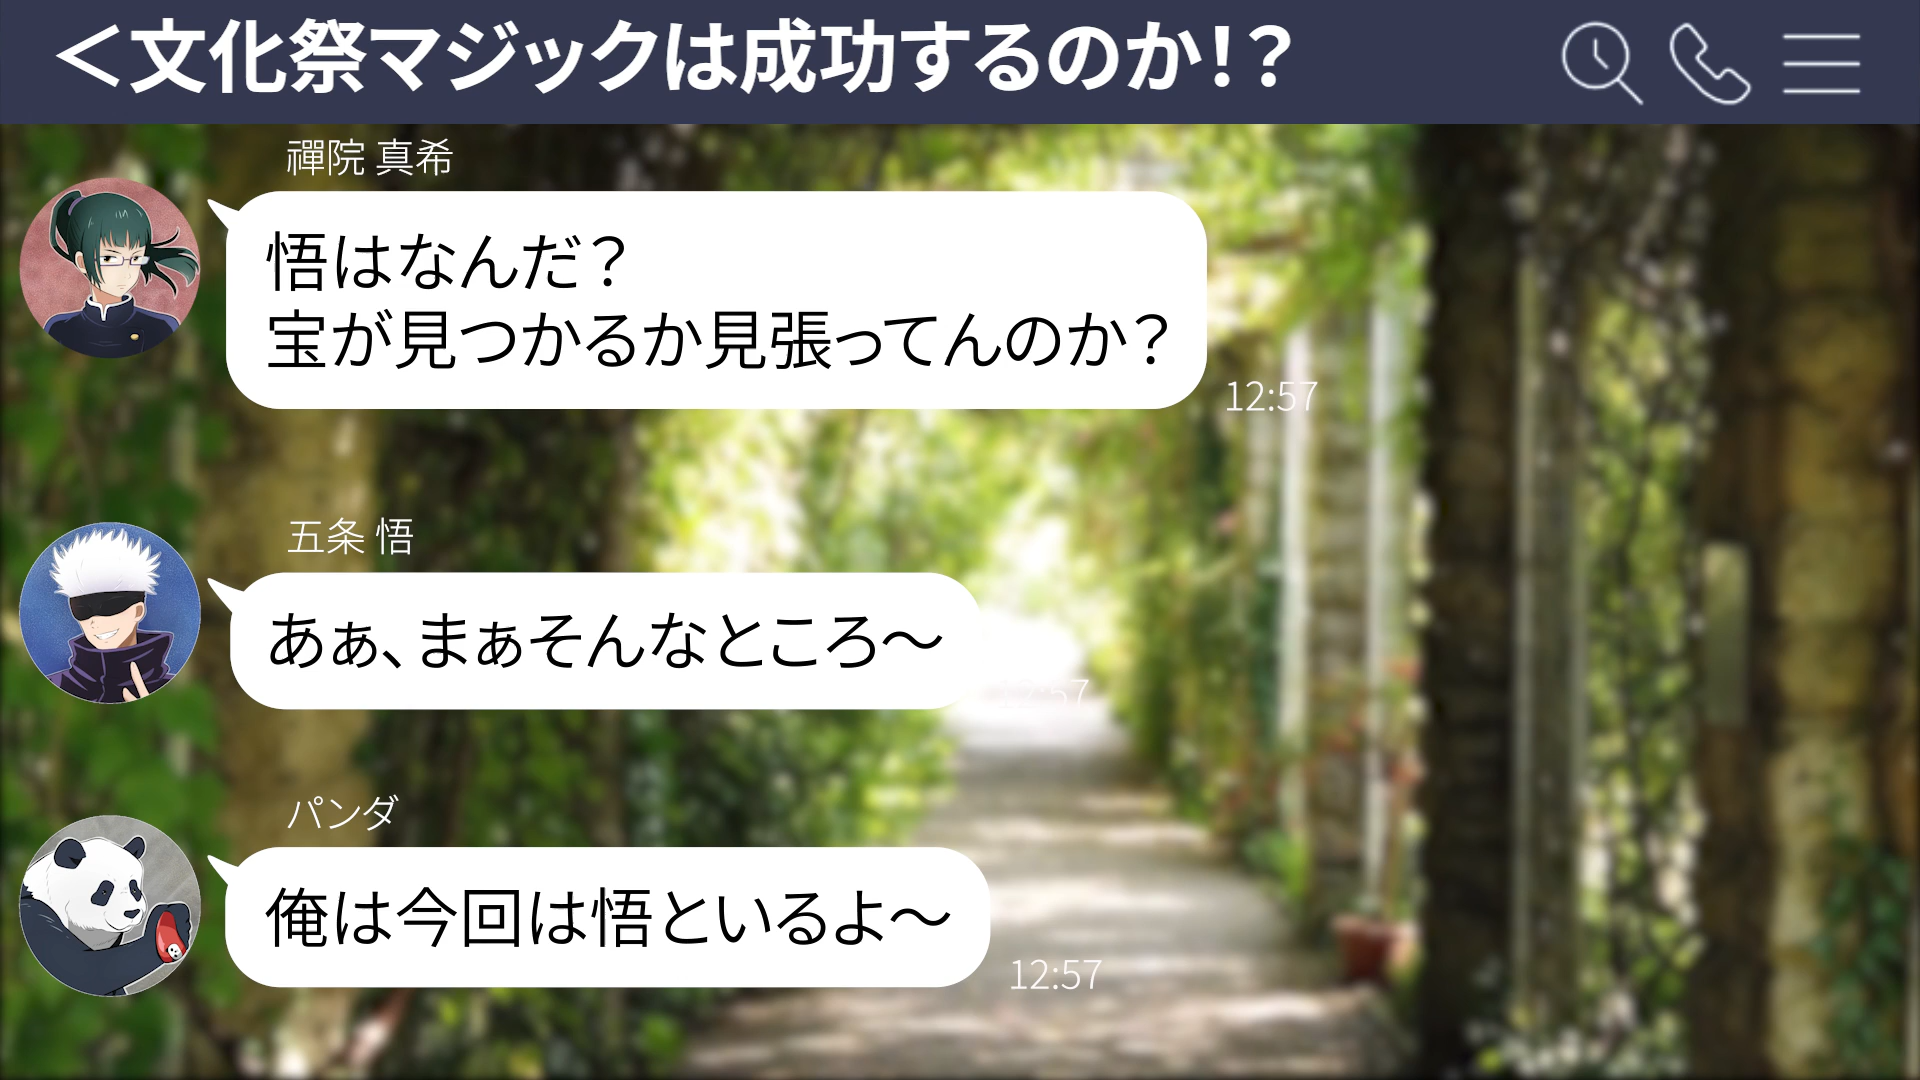 ＜文化祭マジックは成功するのか！？
禪院 真希
悟はなんだ？
宝が見つかるか見張ってんのか？
12:57
五条 悟
あぁ、まぁそんなところ〜
12:57
パンダ
俺は今回は悟といるよ〜
12:57